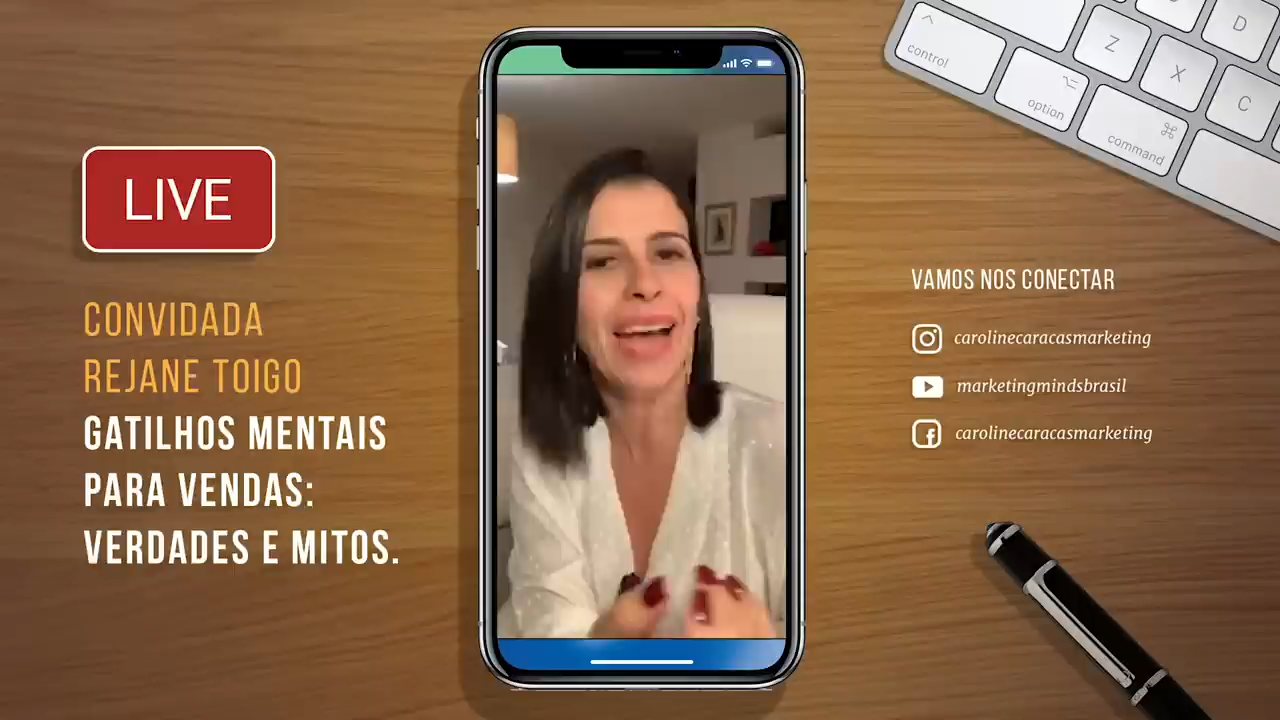 LIVE
CONVIDADA
REJANE TOIGO
GATILHOS MENTAIS
PARA VENDAS:
VERDADES E MITOS.
VAMOS NOS CONECTAR
carolinecaracasmarketing
marketingmindsbrasil
carolinecaracasmarketing
control
option
command
Z
X
C
D